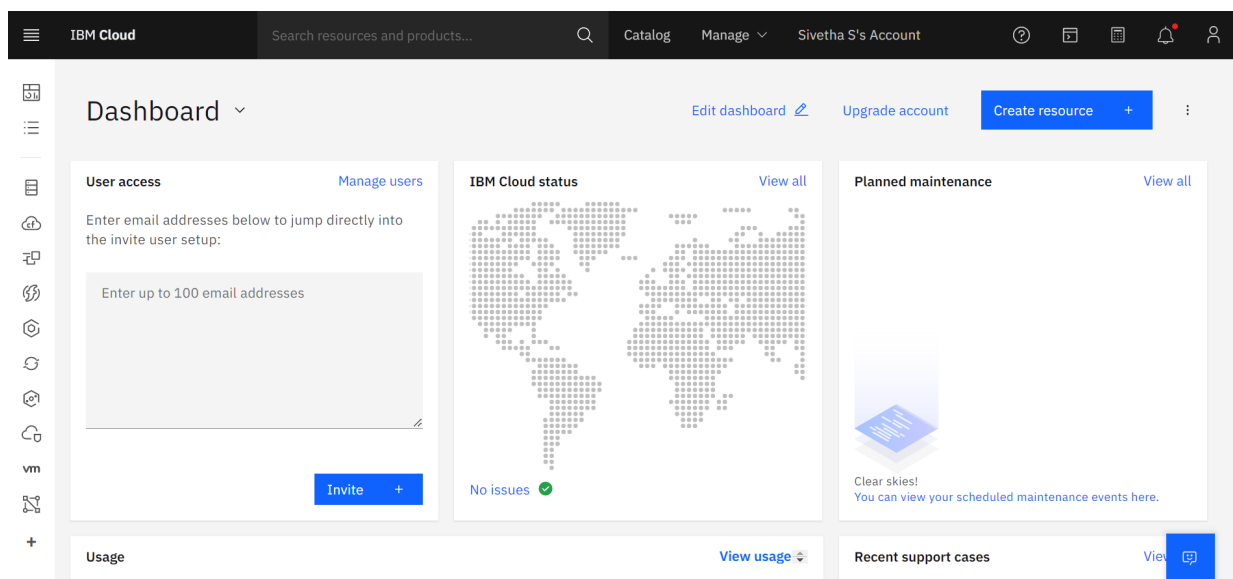 IBM Cloud
Search resources and products...
Catalog
Manage
Sivetha S's Account
Dashboard
Edit dashboard
Upgrade account
Create resource +
User access
Manage users
Enter email addresses below to jump directly into
the invite user setup:
Enter up to 100 email addresses
Invite +
IBM Cloud status
View all
No issues
Planned maintenance
View all
Clear skies!
You can view your scheduled maintenance events here.
cf
vm
Usage
View usage
Recent support cases